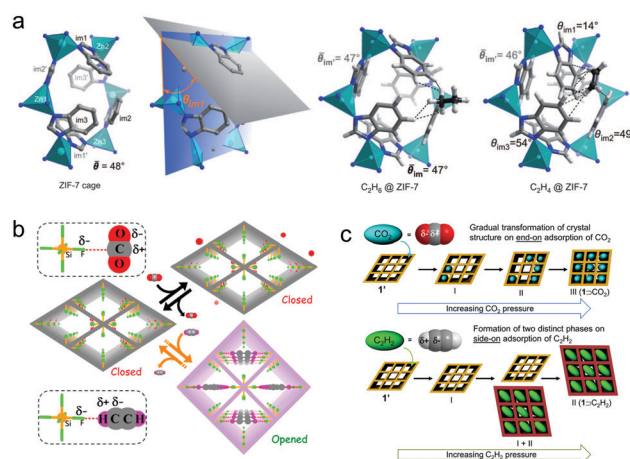 a
im1
Zn2
im2'
im3'
Zn1
im3
im2
Zn3
im1'
θ̄ = 48°
ZIF-7 cage
θim1
θ̄im' = 47°
θ̄im = 47°
C2H6 @ ZIF-7
θim1= 14°
θ̄im' = 46°
θim2= 49
θim3= 54°
C2H4 @ ZIF-7
b
δ- O δ-
Si F C δ+
O δ-
Closed
Closed
δ+ δ-
δ-
Si F H C C H
Opened
c
CO2 = δ- δ+
Gradual transformation of crystal
structure on end-on adsorption of CO2
1' I II III (1⊃CO2)
Increasing CO2 pressure
C2H2 = δ+ δ-
Formation of two distinct phases on
side-on adsorption of C2H2
1' I
I + II
II (1⊃C2H2)
Increasing C2H2 pressure